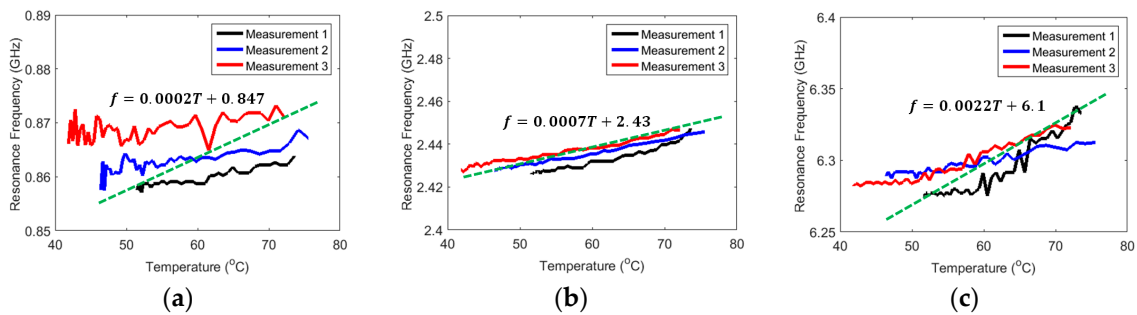 0.89
0.88
0.87
0.86
0.85
40 50 60 70 80
Resonance Frequency (GHz)
Temperature (°C)
Measurement 1
Measurement 2
Measurement 3
f = 0.0002T + 0.847
(a)
2.5
2.48
2.46
2.44
2.42
2.4
40 50 60 70 80
Resonance Frequency (GHz)
Temperature (°C)
Measurement 1
Measurement 2
Measurement 3
f = 0.0007T + 2.43
(b)
6.4
6.35
6.3
6.25
40 50 60 70 80
Resonance Frequency (GHz)
Temperature (°C)
Measurement 1
Measurement 2
Measurement 3
f = 0.0022T + 6.1
(c)